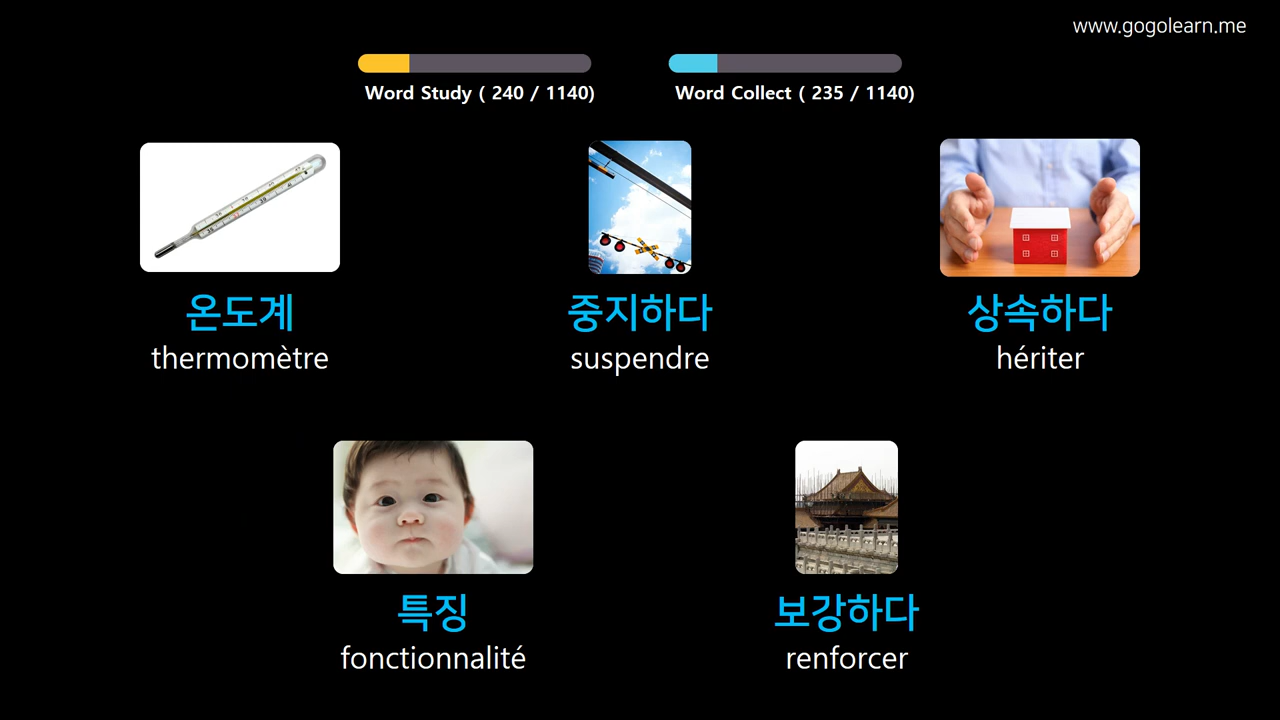 www.gogolearn.me
Word Study ( 240 / 1140)
Word Collect ( 235 / 1140)
온도계
thermomètre
중지하다
suspendre
상속하다
hériter
특징
fonctionnalité
보강하다
renforcer